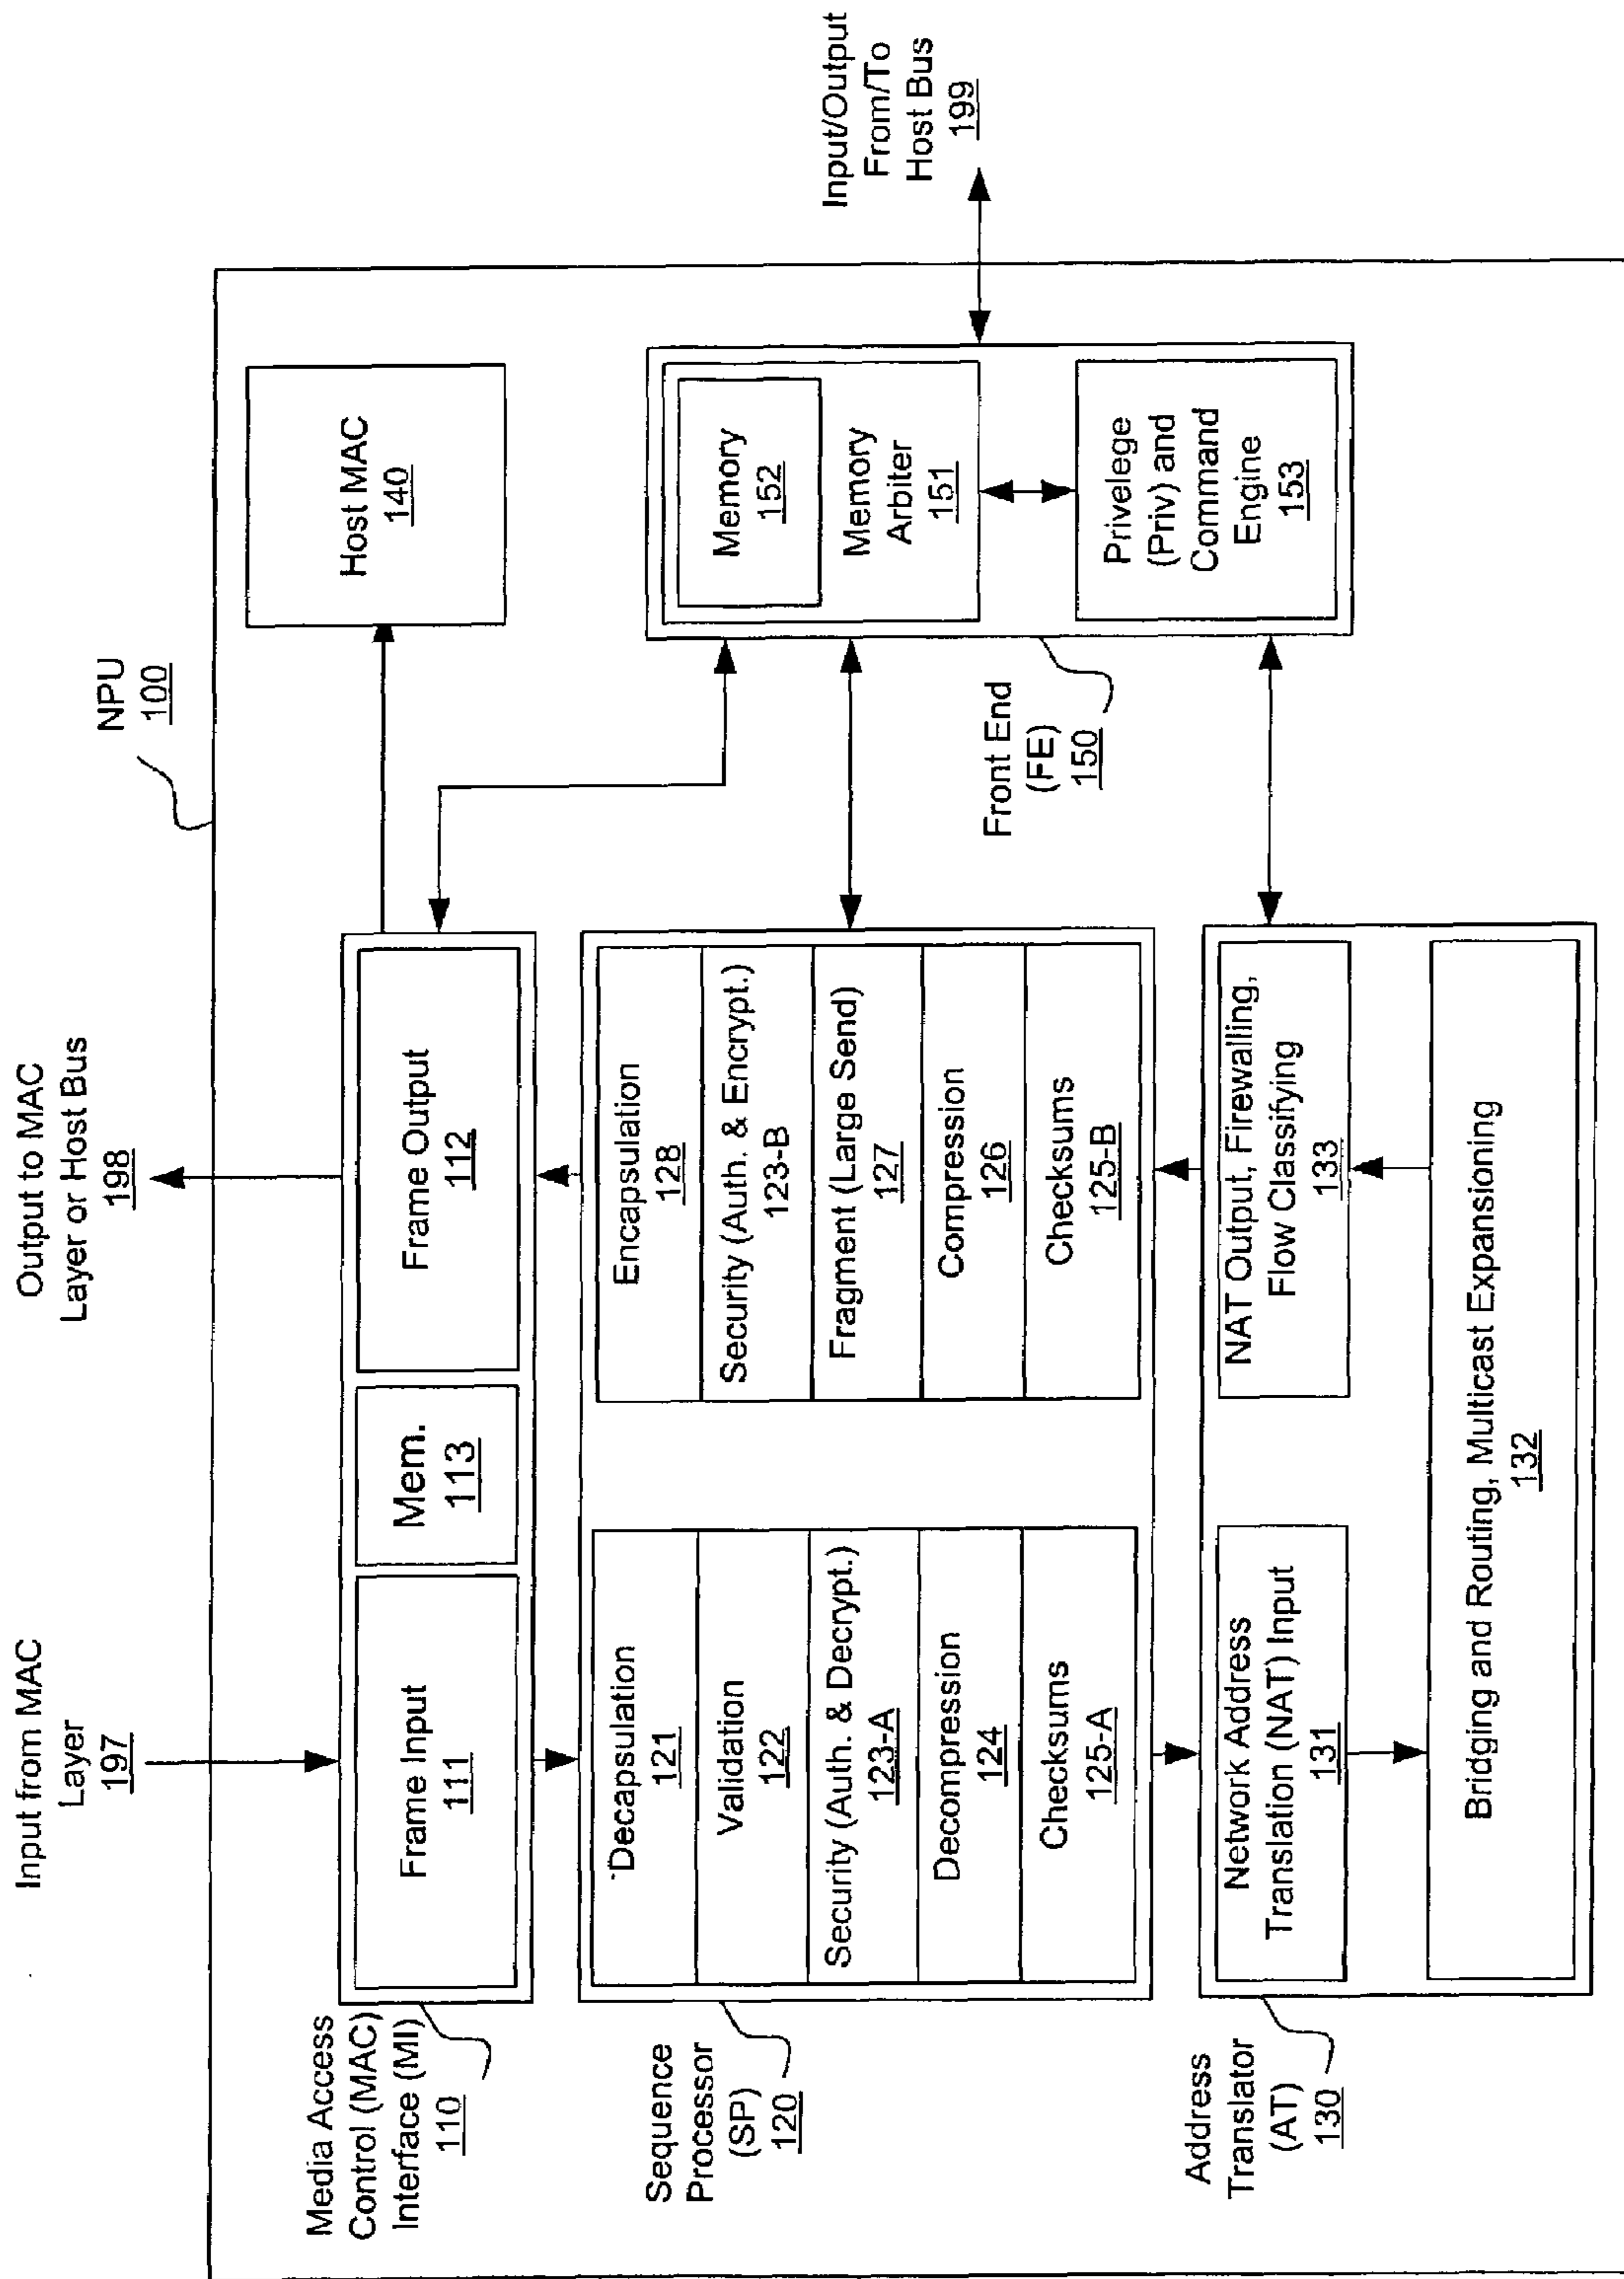 Input from MAC
Layer
197
Output to MAC
Layer or Host Bus
198
NPU
100
Media Access
Control (MAC)
Interface (MI)
110
Frame Input
111
Mem.
113
Frame Output
112
Host MAC
140
Sequence
Processor
(SP)
120
Decapsulation
121
Validation
122
Security (Auth. & Decrypt.)
123-A
Decompression
124
Checksums
125-A
Encapsulation
128
Security (Auth. & Encrypt.)
123-B
Fragment (Large Send)
127
Compression
126
Checksums
125-B
Front End
(FE)
150
Memory
152
Memory
Arbiter
151
Privelege
(Priv) and
Command
Engine
153
Input/Output
From/To
Host Bus
199
Address
Translator
(AT)
130
Network Address
Translation (NAT) Input
131
NAT Output, Firewalling,
Flow Classifying
133
Bridging and Routing, Multicast Expansioning
132